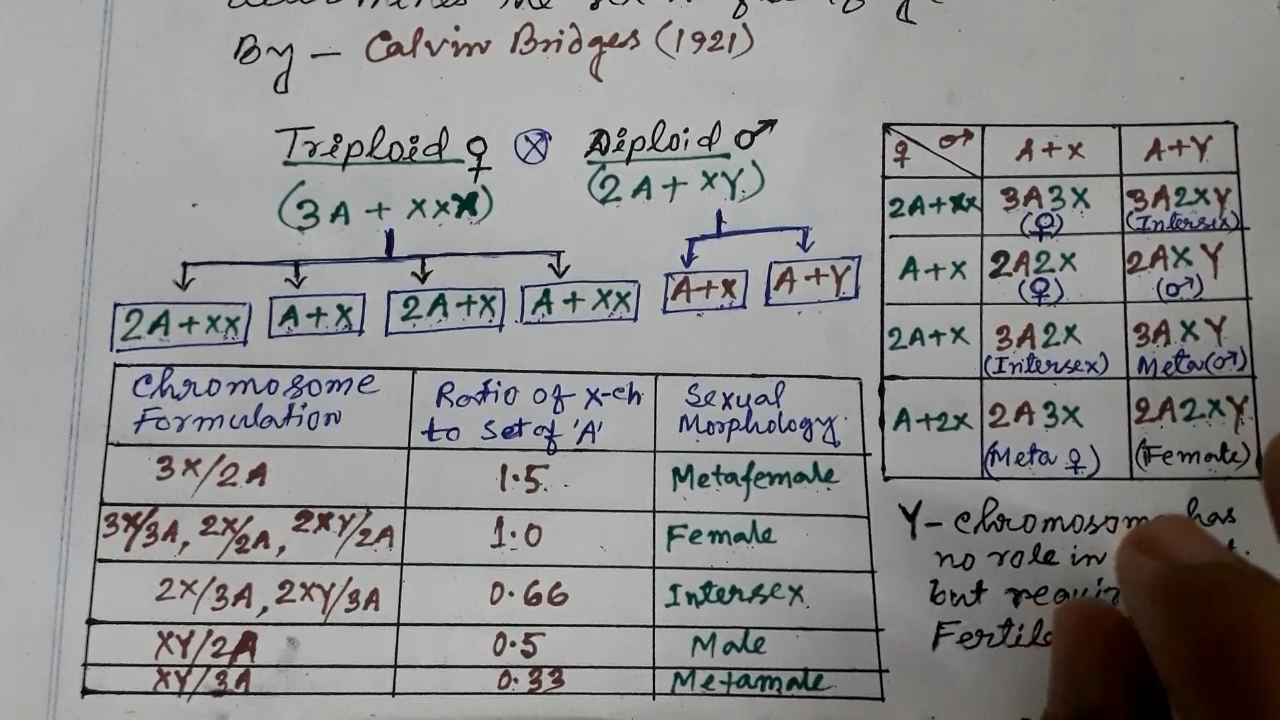 By - Calvin Bridges (1921)
Triploid ♀ ⊗ Diploid ♂
(3A + XXX) (2A + XY)
2A+XX A+X 2A+X A+XX A+X A+Y
♀ ♂ A+X A+Y
2A+XX 3A3X (♀) 3A2XY (Intersex)
A+X 2A2X (♀) 2AXY (♂)
2A+X 3A2X (Intersex) 3AXY Meta(♂)
A+2X 2A3X (Meta ♀) 2A2XY (Female)
Chromosome Formulation Ratio of X-ch to Set of 'A' Sexual Morphology
3X/2A 1.5 Metafemale
3X/3A, 2X/2A, 2XY/2A 1.0 Female
2X/3A, 2XY/3A 0.66 Intersex
XY/2A 0.5 Male
XY/3A 0.33 Metamale
Y- chromosome has
no role in
but